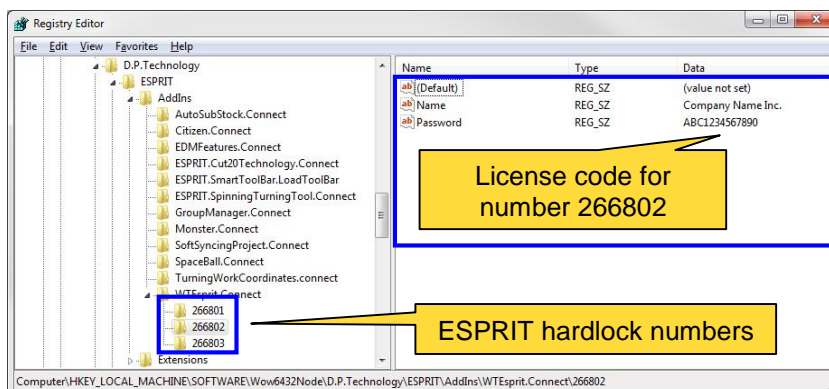 Registry Editor
File Edit View Favorites Help
D.P.Technology
ESPRIT
AddIns
AutoSubStock.Connect
Citizen.Connect
EDMFeatures.Connect
ESPRIT.Cut20Technology.Connect
ESPRIT.SmartToolBar.LoadToolBar
ESPRIT.SpinningTurningTool.Connect
GroupManager.Connect
Monster.Connect
SoftSyncingProject.Connect
SpaceBall.Connect
TurningWorkCoordinates.connect
WTEsprit.Connect
266801
266802
266803
Extensions
Name Type Data
(Default) REG_SZ (value not set)
Name REG_SZ Company Name Inc.
Password REG_SZ ABC1234567890
License code for
number 266802
ESPRIT hardlock numbers
Computer\HKEY_LOCAL_MACHINE\SOFTWARE\Wow6432Node\D.P.Technology\ESPRIT\AddIns\WTEsprit.Connect\266802